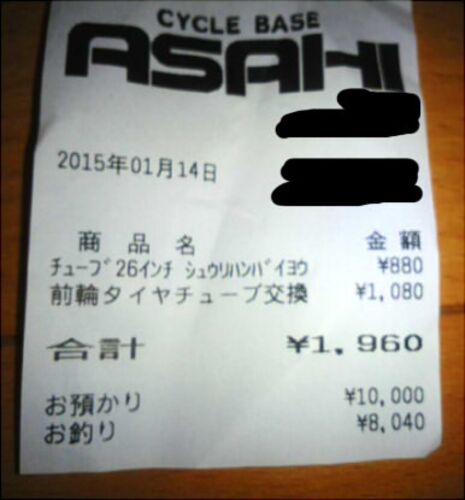 CYCLE BASE
ASAHI
2015年01月14日
商品名 金額
ﾁｭｰﾌﾞ26ｲﾝﾁ ｼｭｳﾘﾊﾝﾊﾞｲﾖｳ ¥880
前輪タイヤチューブ交換 ¥1,080
合計 ¥1,960
お預かり ¥10,000
お釣り ¥8,040